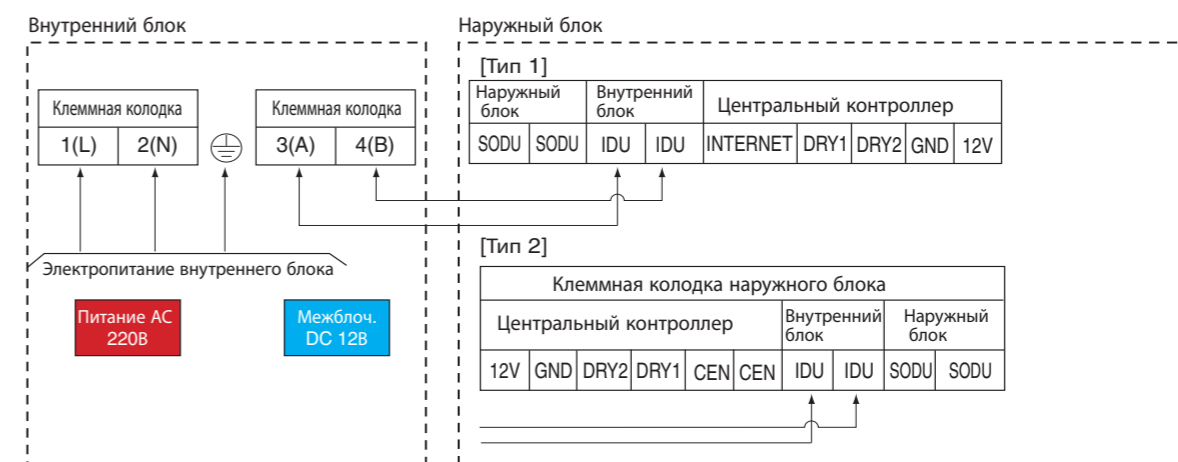 Внутренний блок
Клеммная колодка
1(L) 2(N)
Клеммная колодка
3(A) 4(B)
Электропитание внутреннего блока
Питание АС
220В
Межблоч.
DC 12В
Наружный блок
[Тип 1]
Наружный
блок
Внутренний
блок
Центральный контроллер
SODU SODU IDU IDU INTERNET DRY1 DRY2 GND 12V
[Тип 2]
Клеммная колодка наружного блока
Центральный контроллер
Внутренний
блок
Наружный
блок
12V GND DRY2 DRY1 CEN CEN IDU IDU SODU SODU